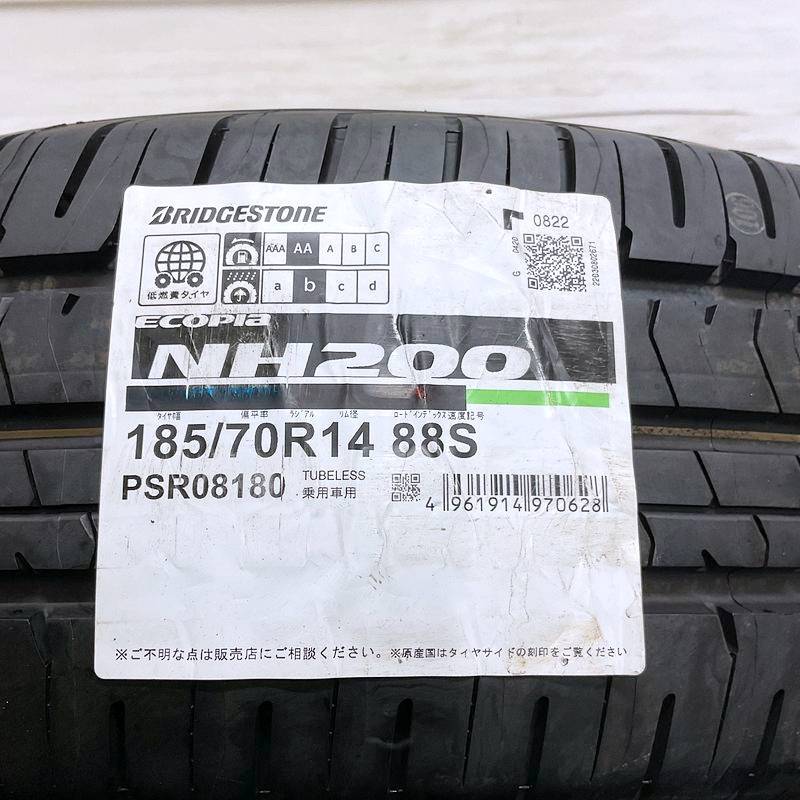 BRIDGESTONE
0822
AAA AA A B C
G 0420
22030802671
低燃費タイヤ
a b c d
ECOPIA
NH200
タイヤ幅 偏平率 ラジアル リム径 ロードインデックス 速度記号
185/70R14 88S
PSR08180 TUBELESS
乗用車用
4 961914 970628
※ご不明な点は販売店にご相談ください。※原産国はタイヤサイドの刻印をご覧ください
100